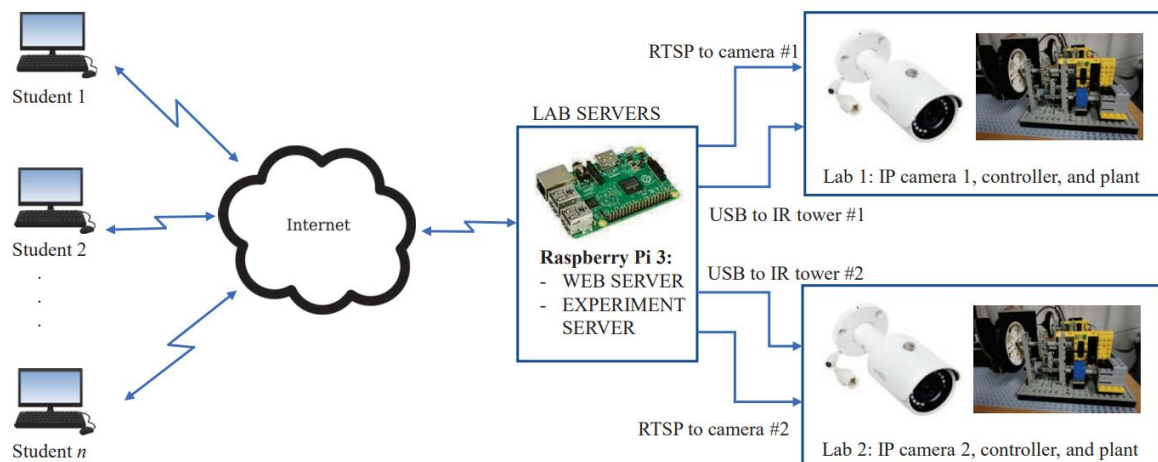 Student 1
Student 2
.
.
.
Student n
Internet
LAB SERVERS
Raspberry Pi 3:
- WEB SERVER
- EXPERIMENT
SERVER
RTSP to camera #1
USB to IR tower #1
USB to IR tower #2
RTSP to camera #2
Lab 1: IP camera 1, controller, and plant
Lab 2: IP camera 2, controller, and plant